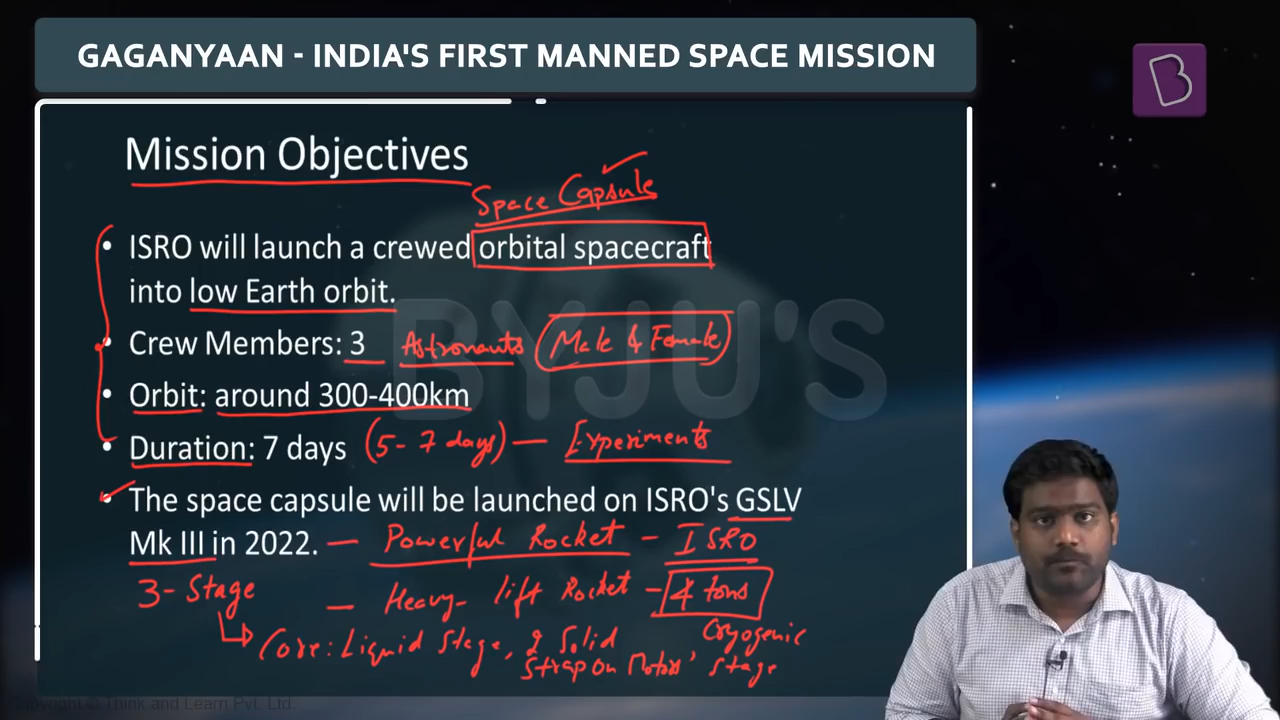 GAGANYAAN - INDIA'S FIRST MANNED SPACE MISSION
B
Mission Objectives
Space Capsule
• ISRO will launch a crewed orbital spacecraft
into low Earth orbit.
• Crew Members: 3 Astronauts (Male & Female)
• Orbit: around 300-400km
• Duration: 7 days (5- 7 days) — Experiments
• The space capsule will be launched on ISRO's GSLV
Mk III in 2022. — Powerful Rocket - ISRO
3- Stage — Heavy- lift Rocket - 4 tons
Core: Liquid Stage, 2 Solid Cryogenic
Strap On Motors' Stage
BYJU'S
Copyright © Think and Learn Pvt.